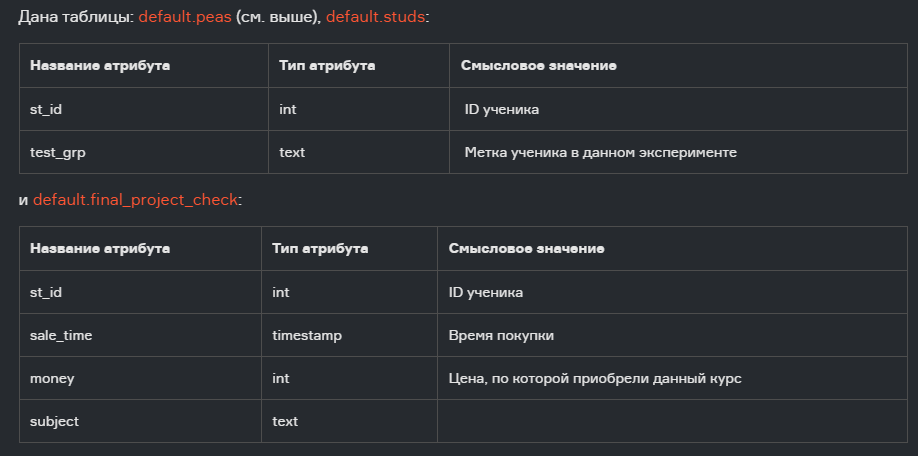 Дана таблицы: default.peas (см. выше), default.studs:
Название атрибута Тип атрибута Смысловое значение
st_id int ID ученика
test_grp text Метка ученика в данном эксперименте
и default.final_project_check:
Название атрибута Тип атрибута Смысловое значение
st_id int ID ученика
sale_time timestamp Время покупки
money int Цена, по которой приобрели данный курс
subject text